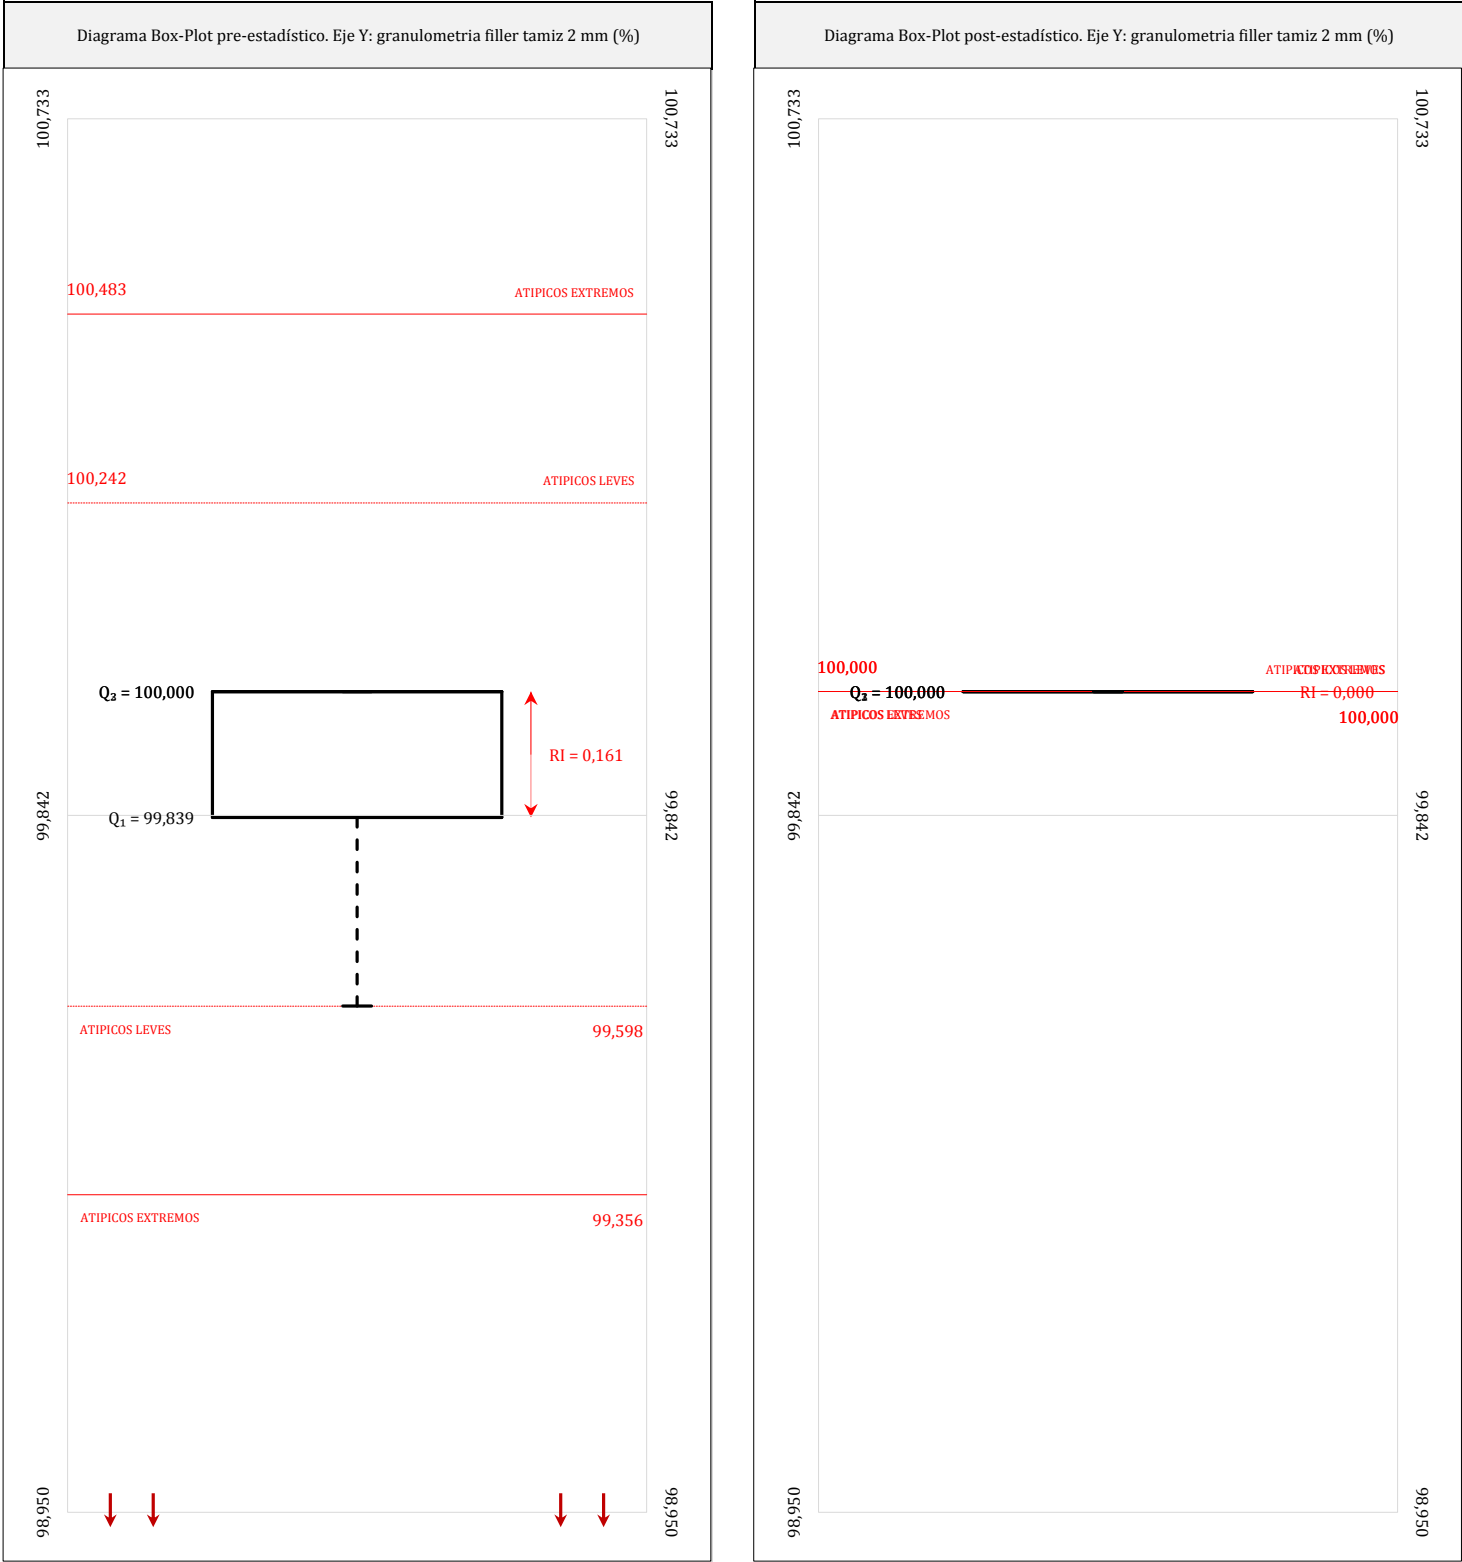 Diagrama Box-Plot pre-estadístico. Eje Y: granulometria filler tamiz 2 mm (%)
100,733
100,733
100,483
ATIPICOS EXTREMOS
100,242
ATIPICOS LEVES
= 100,000
RI = 0,161
99,842
Q₁ = 99,839
99,842
ATIPICOS LEVES
99,598
ATIPICOS EXTREMOS
99,356
98,950
98,950
Diagrama Box-Plot post-estadístico. Eje Y: granulometria filler tamiz 2 mm (%)
100,733
100,733
100,000
= 100,000
RI = 0,000
100,000
99,842
99,842
98,950
98,950